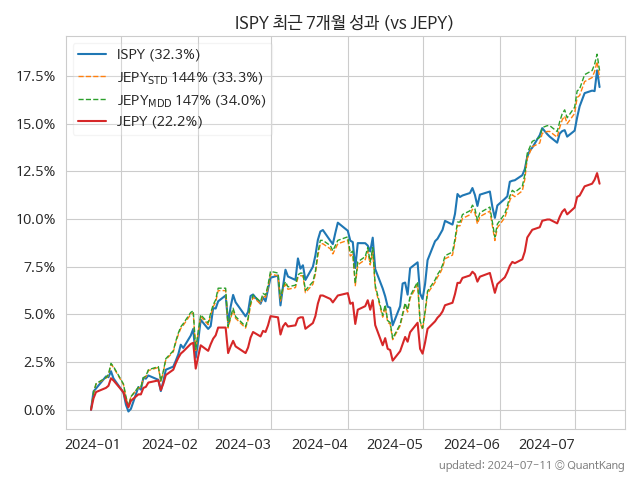 ISPY 최근 7개월 성과 (vs JEPY)
ISPY (32.3%)
JEPY_STD 144% (33.3%)
JEPY_MDD 147% (34.0%)
JEPY (22.2%)
17.5%
15.0%
12.5%
10.0%
7.5%
5.0%
2.5%
0.0%
2024-01 2024-02 2024-03 2024-04 2024-05 2024-06 2024-07
updated: 2024-07-11 © QuantKang